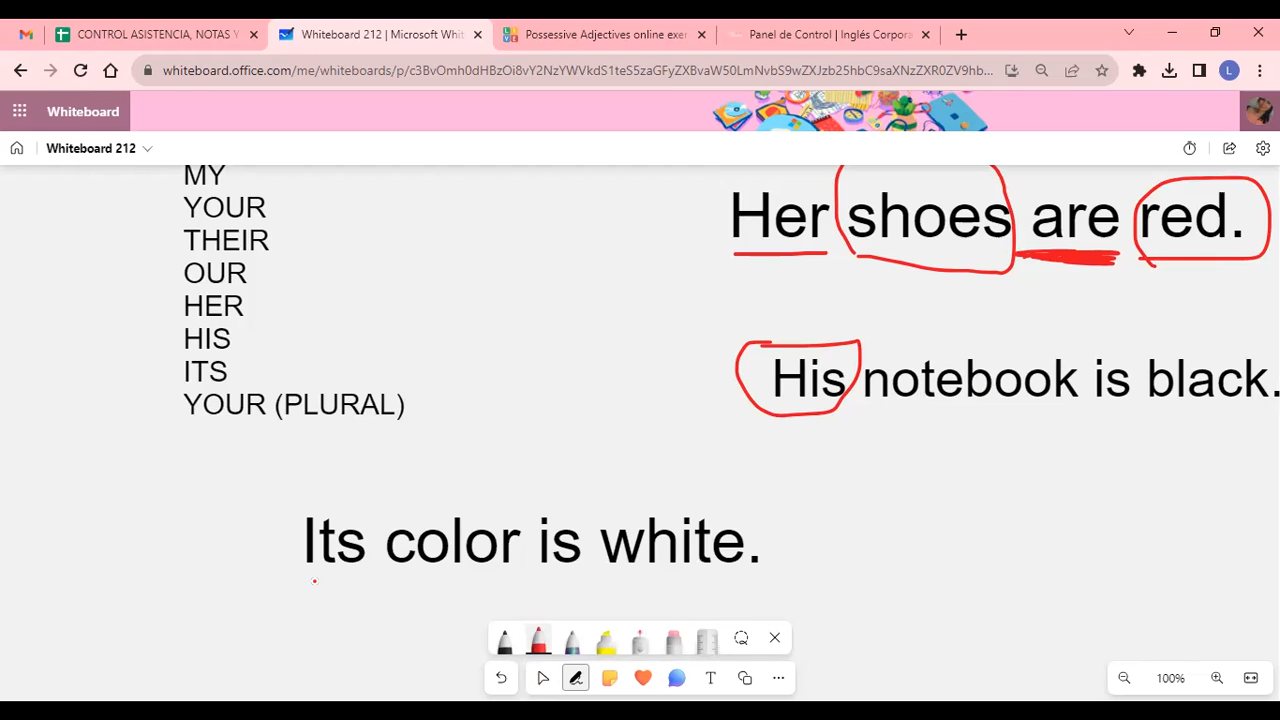 CONTROL ASISTENCIA, NOTAS Y
Whiteboard 212 | Microsoft Whit
Possessive Adjectives online exer
Panel de Control | Inglés Corpora
whiteboard.office.com/me/whiteboards/p/c3BvOmh0dHBzOi8vY2NzYWVkdS1teS5zaGFyZXBvaW50LmNvbS9wZXJzb25hbC9saXNzZXR0ZV9hb...
L
Whiteboard
Whiteboard 212
MY
YOUR
THEIR
OUR
HER
HIS
ITS
YOUR (PLURAL)
Her shoes are red.
His notebook is black.
Its color is white.
100%